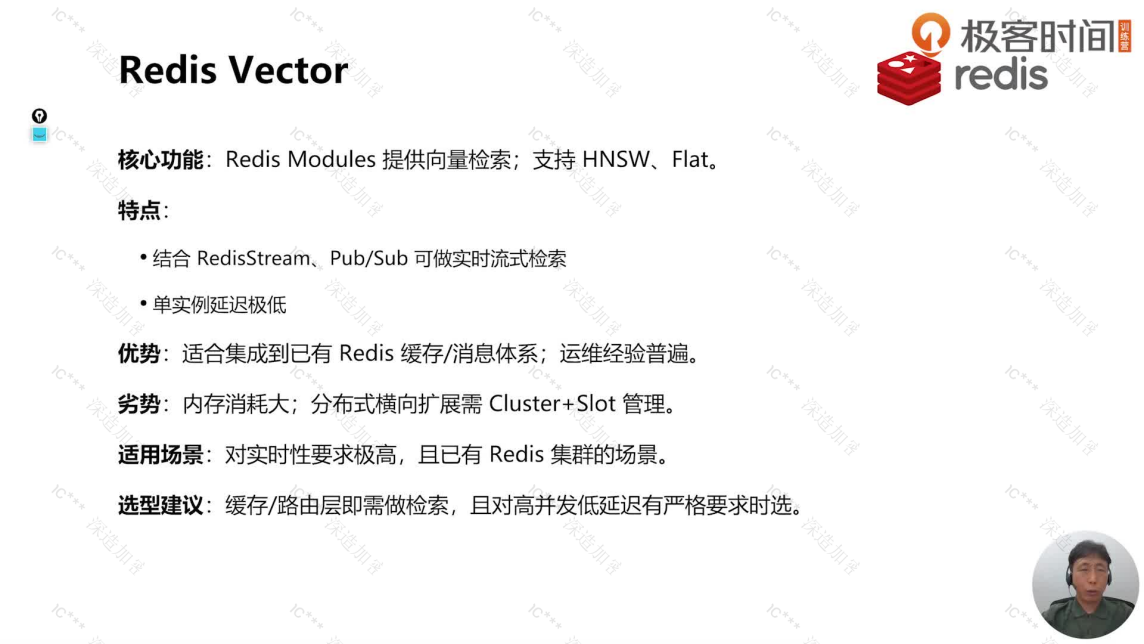 Redis Vector
极客时间
训练营
redis
核心功能：Redis Modules 提供向量检索；支持 HNSW、Flat。
特点：
• 结合 RedisStream、Pub/Sub 可做实时流式检索
• 单实例延迟极低
优势：适合集成到已有 Redis 缓存/消息体系；运维经验普遍。
劣势：内存消耗大；分布式横向扩展需 Cluster+Slot 管理。
适用场景：对实时性要求极高，且已有 Redis 集群的场景。
选型建议：缓存/路由层即需做检索，且对高并发低延迟有严格要求时选。